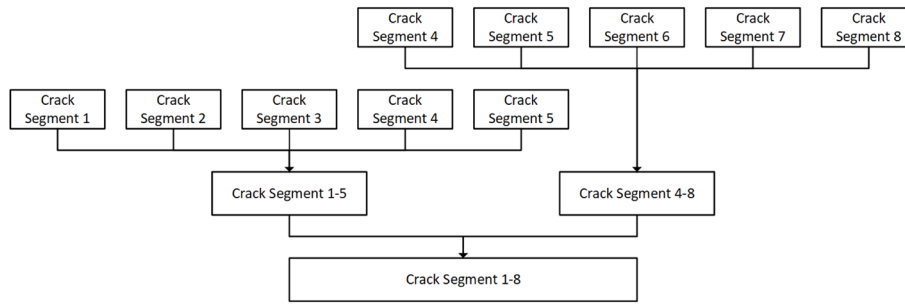 Crack
Segment 4
Crack
Segment 5
Crack
Segment 6
Crack
Segment 7
Crack
Segment 8
Crack
Segment 1
Crack
Segment 2
Crack
Segment 3
Crack
Segment 4
Crack
Segment 5
Crack Segment 1-5
Crack Segment 4-8
Crack Segment 1-8